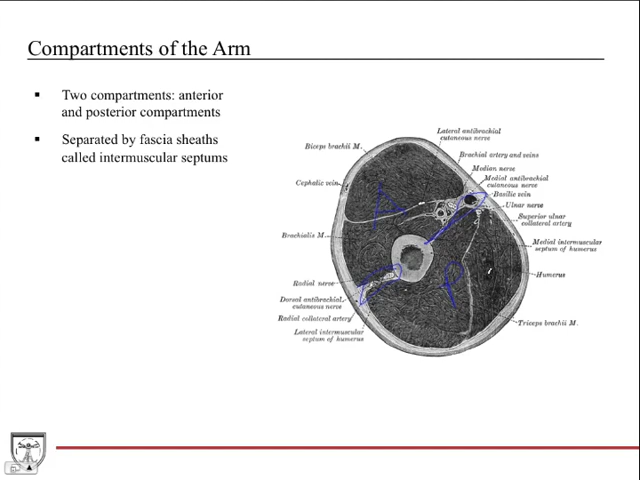 Compartments of the Arm
Two compartments: anterior
and posterior compartments
Separated by fascia sheaths
called intermuscular septums
Lateral antibrachial
cutaneous nerve
Biceps brachii M.
Brachial artery and veins
Median nerve
Medial antibrachial
cutaneous nerve
Cephalic vein
Basilic vein
Ulnar nerve
Superior ulnar
collateral artery
Brachialis M.
Medial intermuscular
septum of humerus
Humerus
Radial nerve
Dorsal antibrachial
cutaneous nerve
Radial collateral artery
Triceps brachii M.
Lateral intermuscular
septum of humerus
A
P